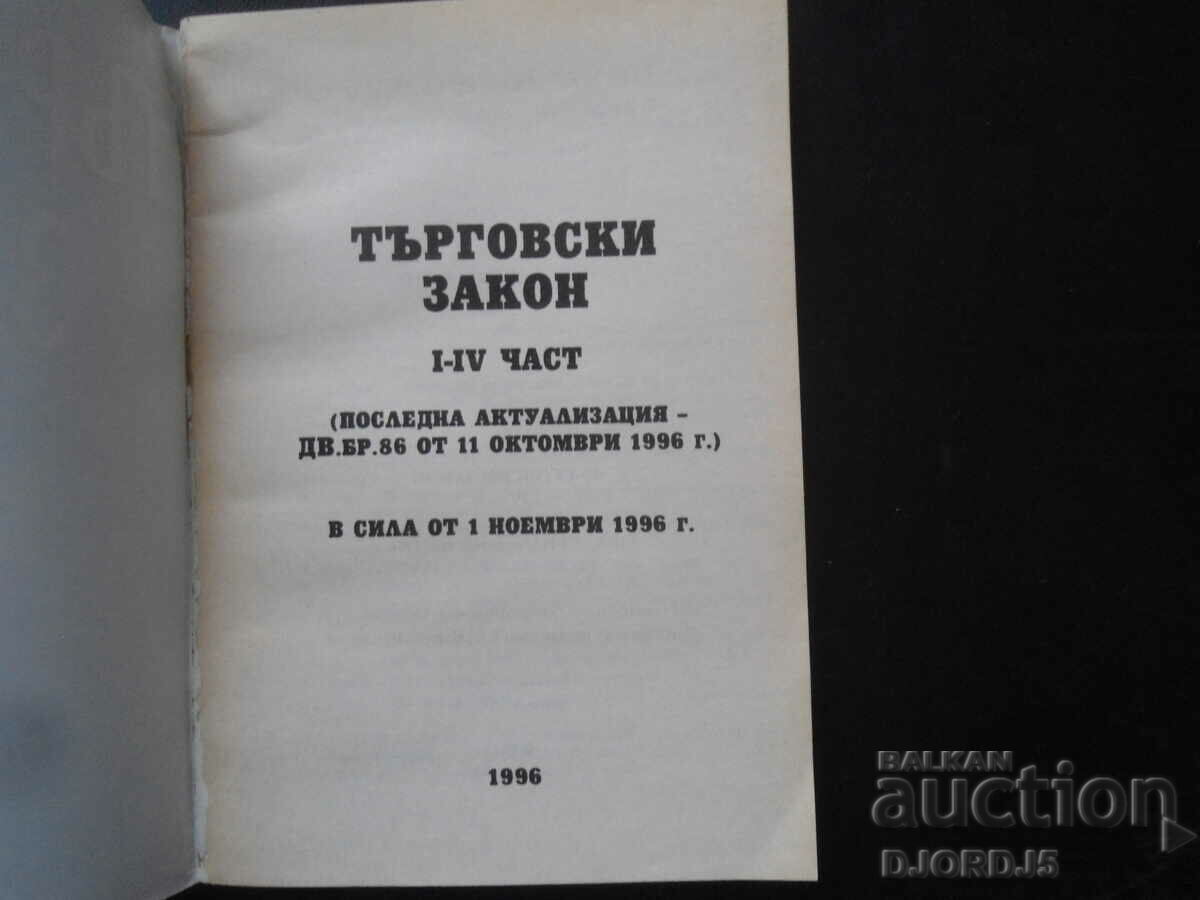 ТЪРГОВСКИ
ЗАКОН
I-IV ЧАСТ
(ПОСЛЕДНА АКТУАЛИЗАЦИЯ –
ДВ.БР.86 ОТ 11 ОКТОМВРИ 1996 Г.)
В СИЛА ОТ 1 НОЕМВРИ 1996 Г.
1996
BALKAN
auction
DJORDJ5